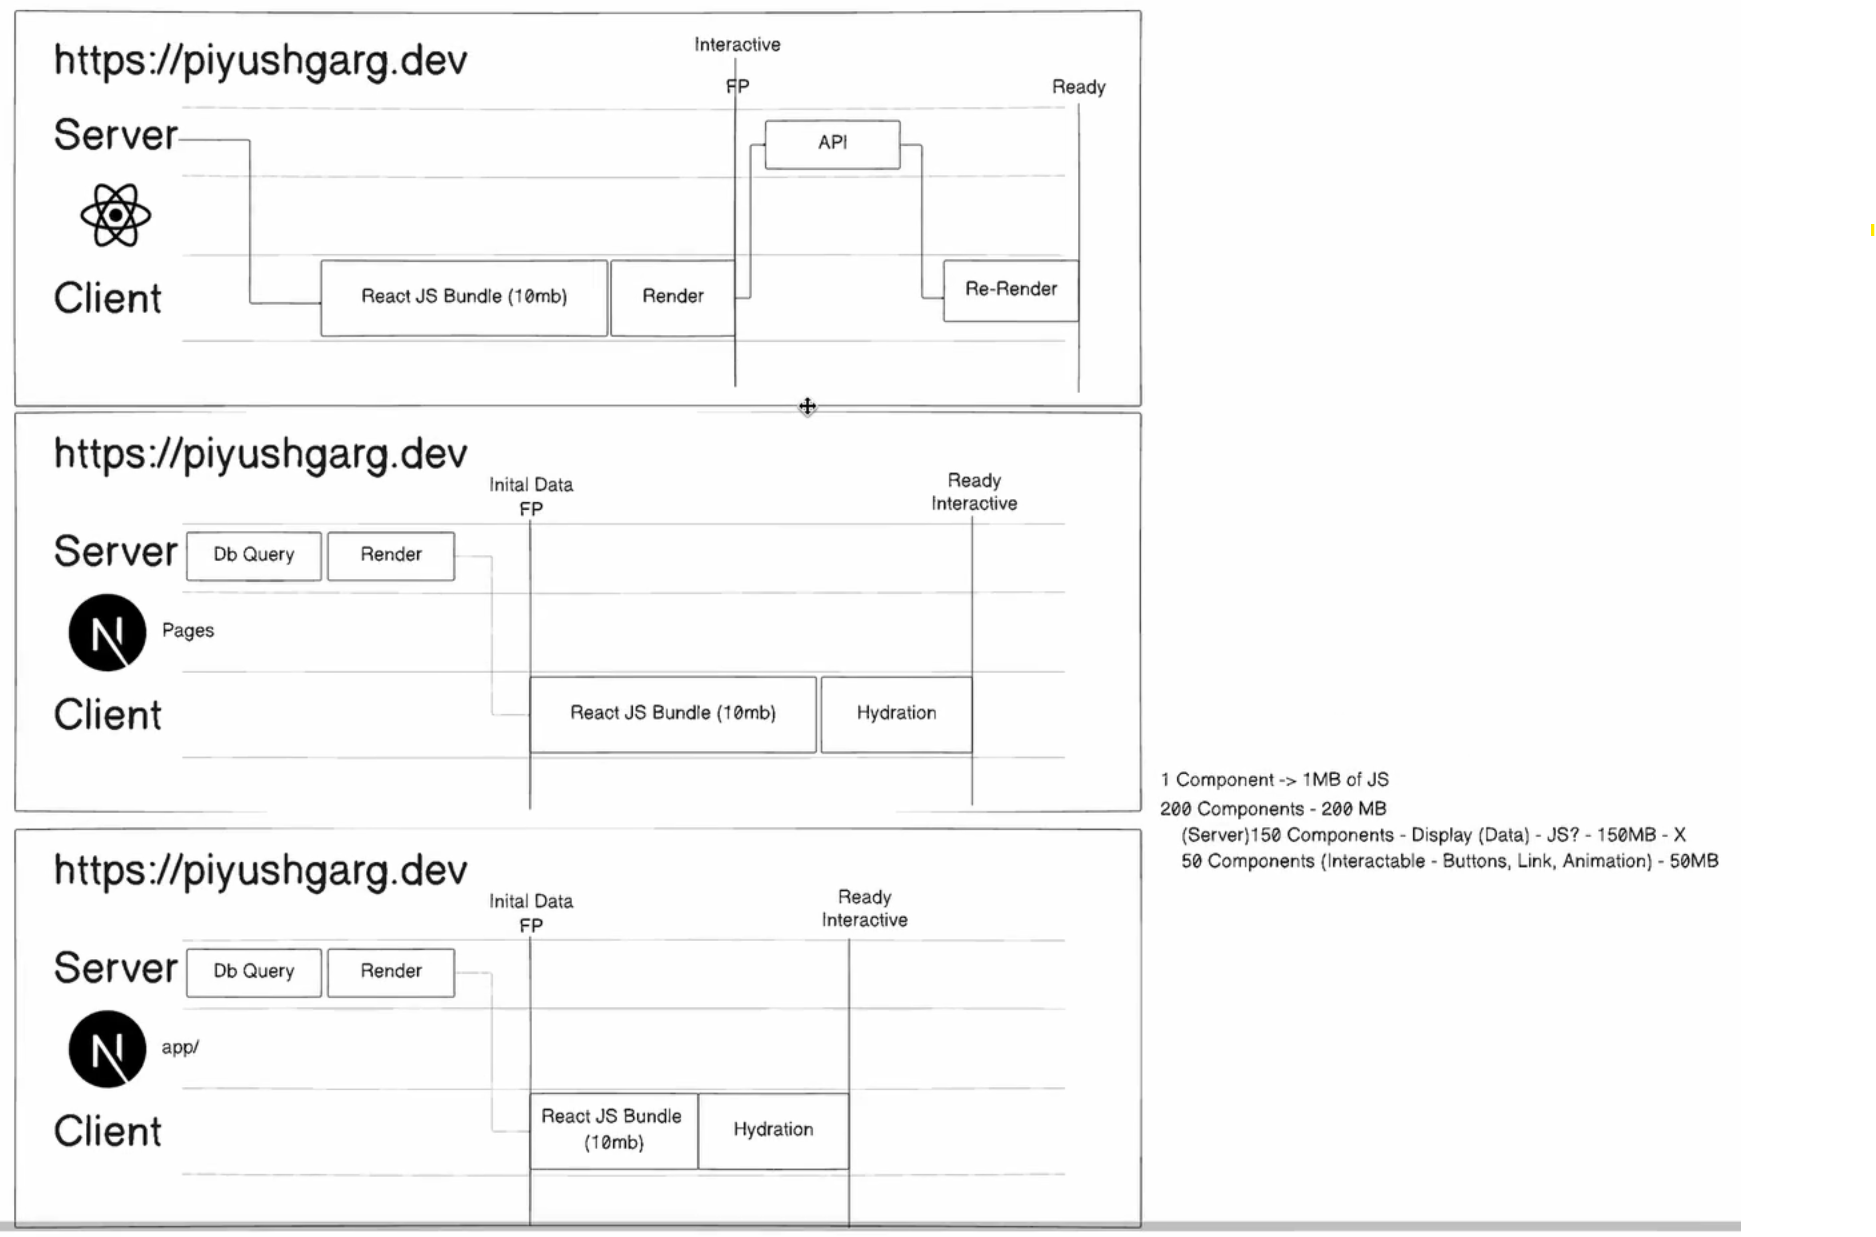 https://piyushgarg.dev
Interactive
FP
Ready
Server
API
Client
React JS Bundle (10mb)
Render
Re-Render
https://piyushgarg.dev
Inital Data
FP
Ready
Interactive
Server
Db Query
Render
N
Pages
Client
React JS Bundle (10mb)
Hydration
1 Component -> 1MB of JS
200 Components - 200 MB
(Server)150 Components - Display (Data) - JS? - 150MB - X
50 Components (Interactable - Buttons, Link, Animation) - 50MB
https://piyushgarg.dev
Inital Data
FP
Ready
Interactive
Server
Db Query
Render
N
app/
Client
React JS Bundle
(10mb)
Hydration